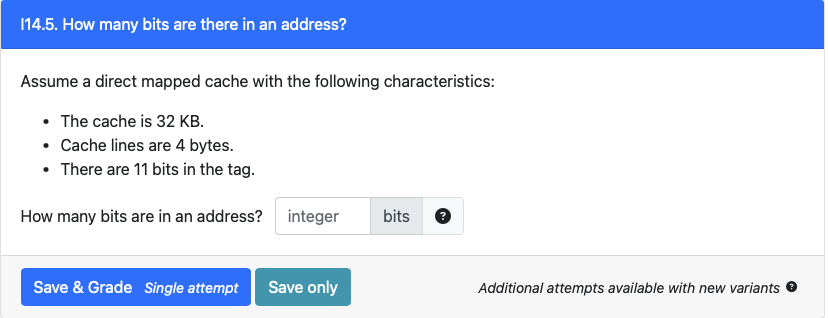 I14.5. How many bits are there in an address?
Assume a direct mapped cache with the following characteristics:
• The cache is 32 KB.
• Cache lines are 4 bytes.
• There are 11 bits in the tag.
How many bits are in an address? integer bits ?
Save & Grade Single attempt Save only Additional attempts available with new variants ?